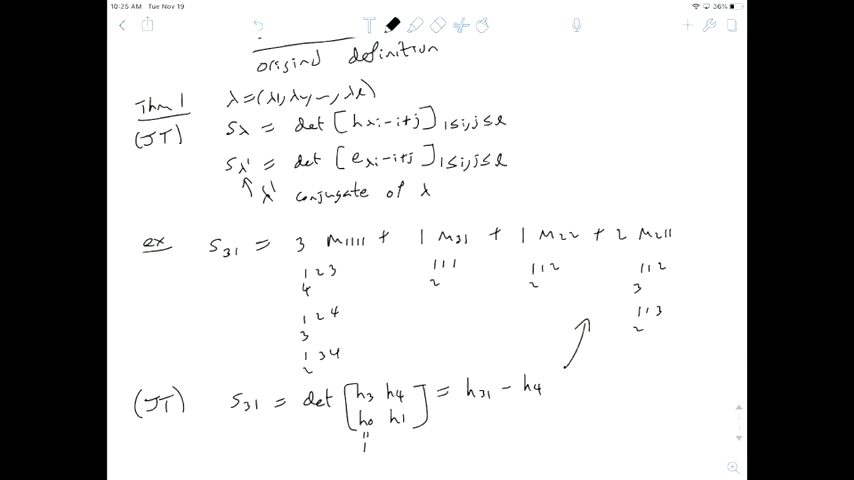 10:25 AM Tue Nov 19
36%
original definition
Thm 1 λ=(λ1,λ2,...,λl)
(JT) Sλ = det [hλi-i+j] 1≤i,j≤l
Sλ' = det [eλi-i+j] 1≤i,j≤l
↑ λ' conjugate of λ
ex S31 = 3 M1111 + 1 M31 + 1 M22 + 2 M211
1 2 3 1 1 1 1 1 2 1 1 2
4 2 2 3
1 2 4 1 1 3
3 2
1 3 4
2
(JT) S31 = det [h3 h4 = h31 - h4
h0 h1]
"
1